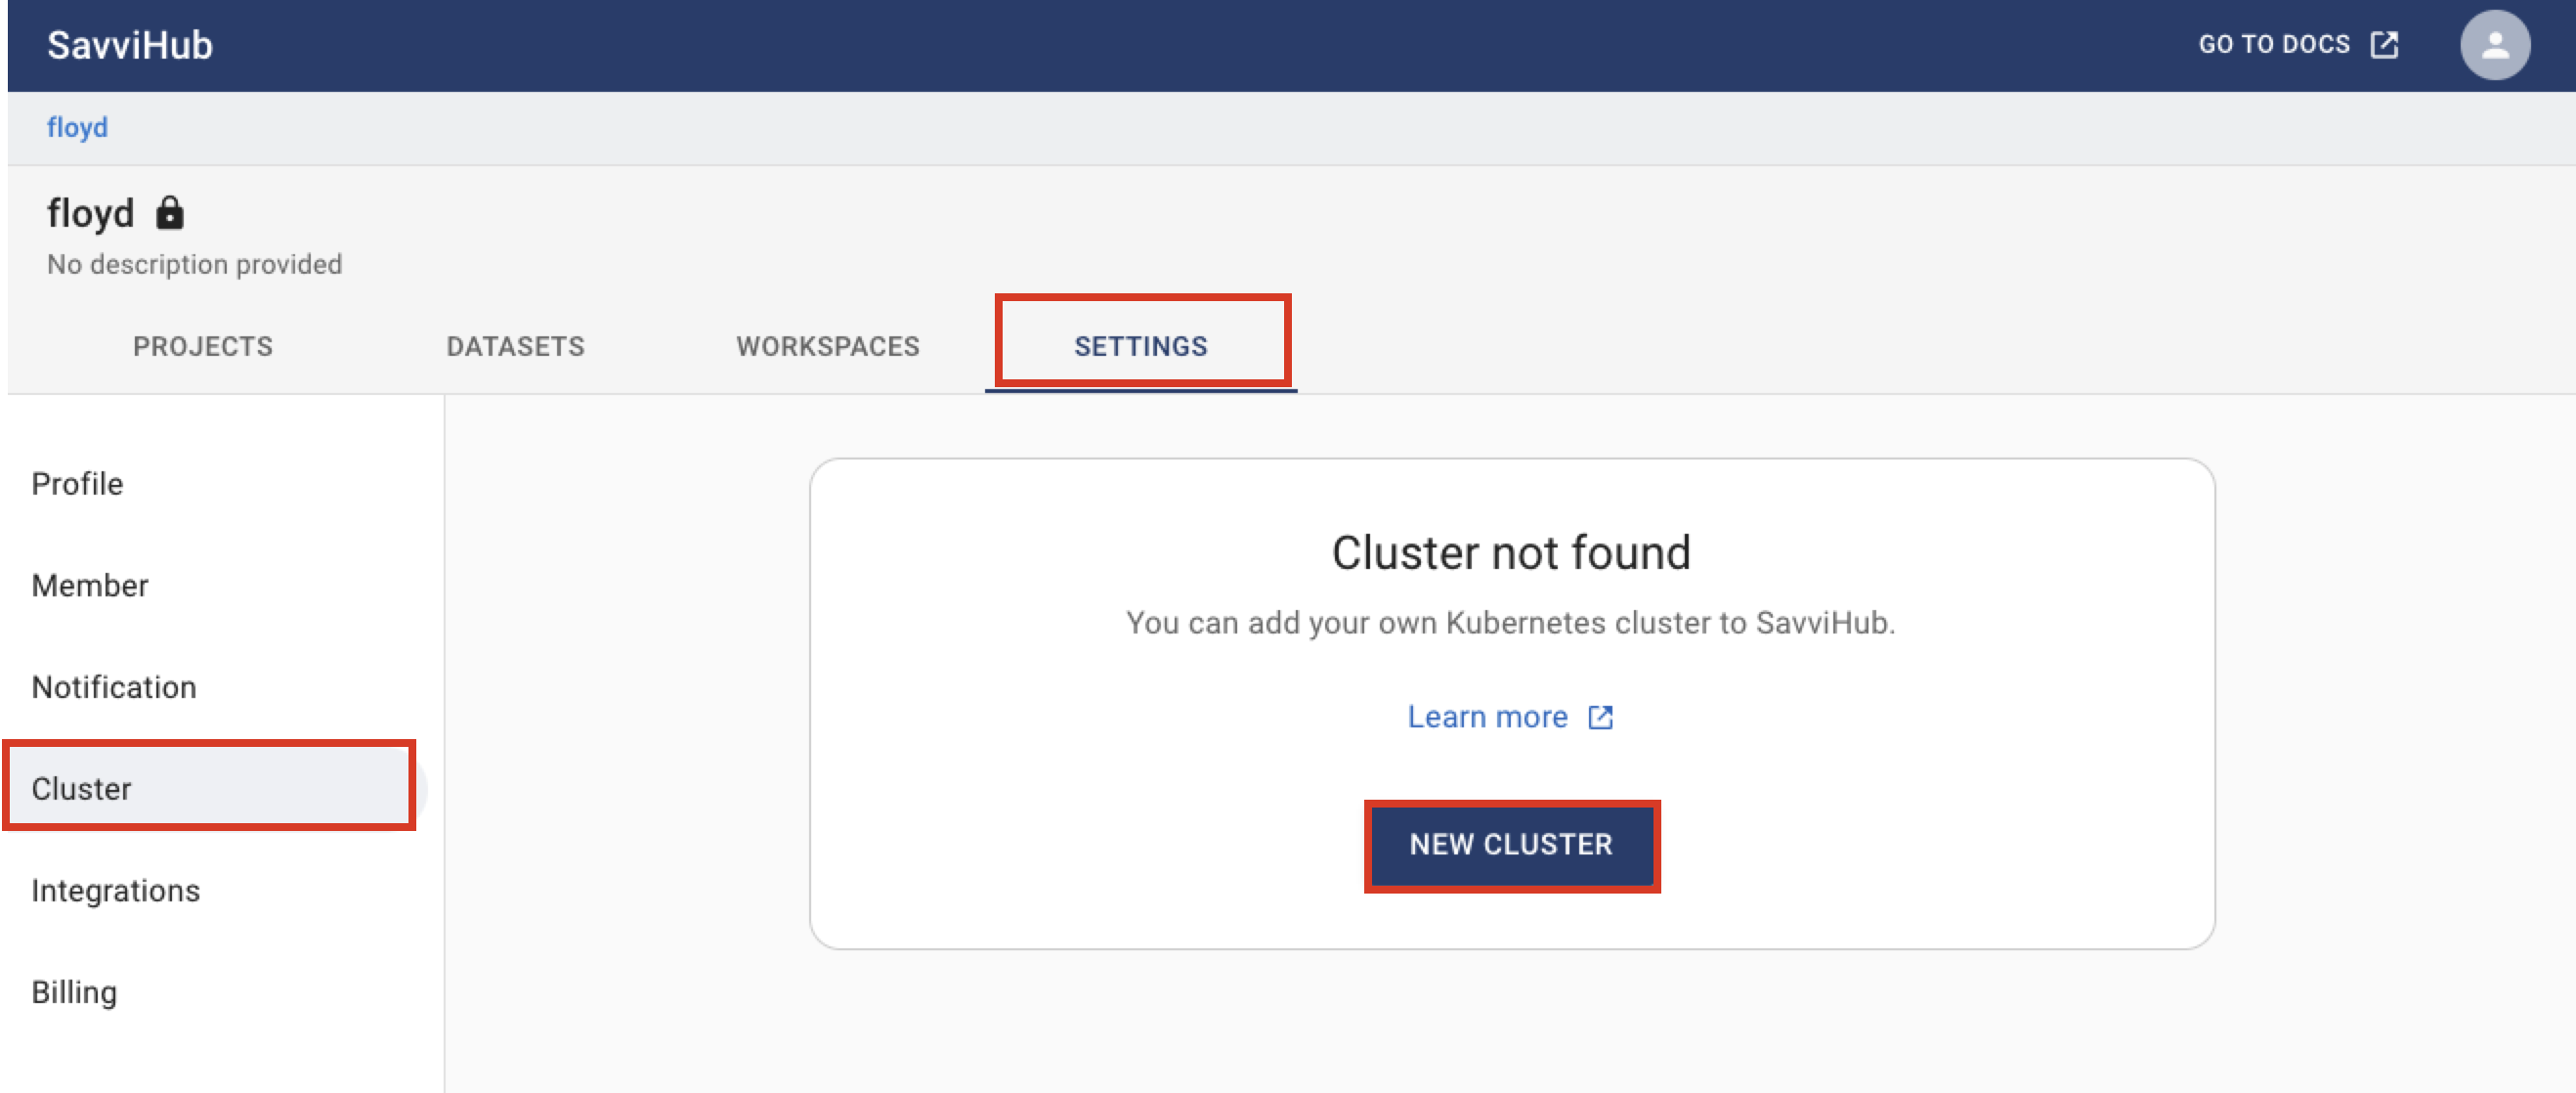 SavviHub
GO TO DOCS
floyd
floyd
No description provided
PROJECTS
DATASETS
WORKSPACES
SETTINGS
Profile
Member
Notification
Cluster
Integrations
Billing
Cluster not found
You can add your own Kubernetes cluster to SavviHub.
Learn more
NEW CLUSTER